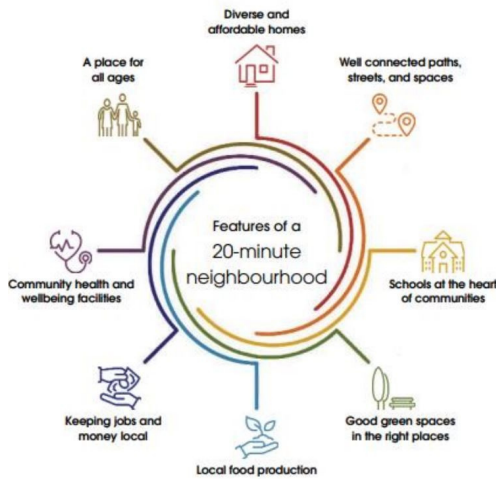 Diverse and
affordable homes
Well connected paths,
streets, and spaces
Schools at the heart
of communities
Good green spaces
in the right places
Local food production
Keeping jobs and
money local
Community health and
wellbeing facilities
A place for
all ages
Features of a
20-minute
neighbourhood